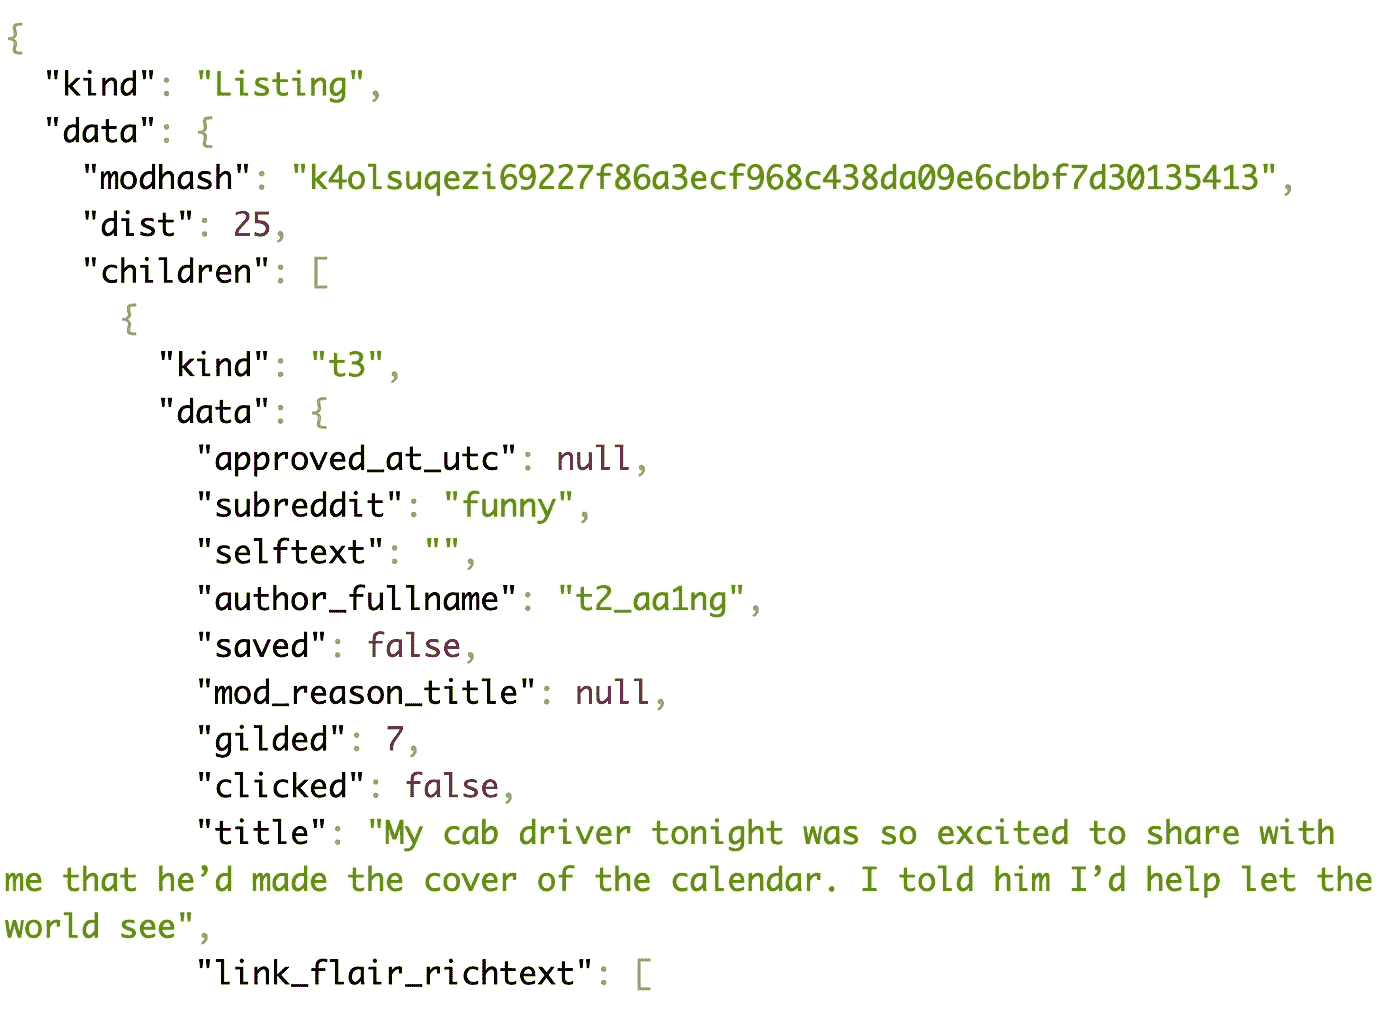 {
  "kind": "Listing",
  "data": {
    "modhash": "k4olsuqezi69227f86a3ecf968c438da09e6cbbf7d30135413",
    "dist": 25,
    "children": [
      {
        "kind": "t3",
        "data": {
          "approved_at_utc": null,
          "subreddit": "funny",
          "selftext": "",
          "author_fullname": "t2_aa1ng",
          "saved": false,
          "mod_reason_title": null,
          "gilded": 7,
          "clicked": false,
          "title": "My cab driver tonight was so excited to share with
me that he’d made the cover of the calendar. I told him I’d help let the
world see",
          "link_flair_richtext": [